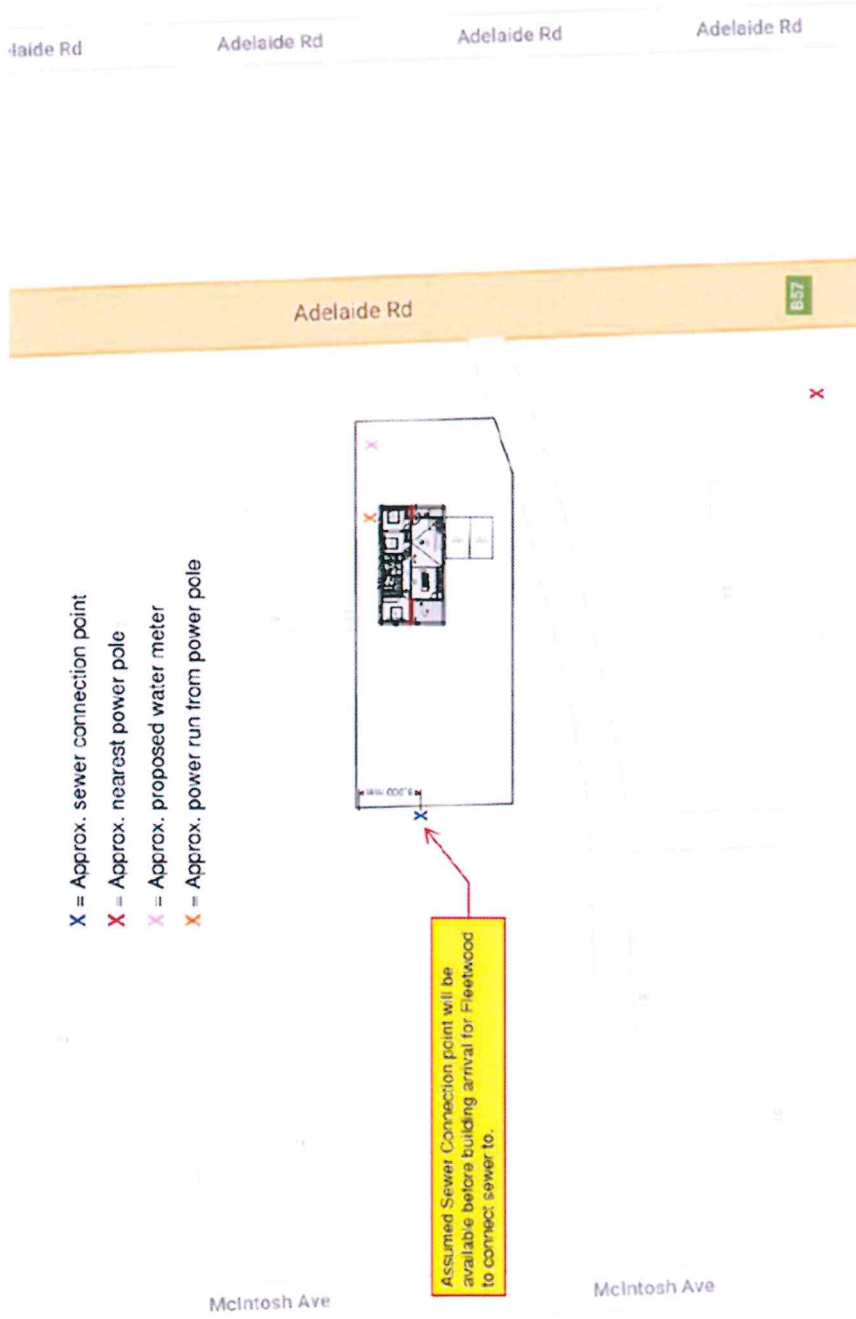 Adelaide Rd
Adelaide Rd
Adelaide Rd
Adelaide Rd
B57
X = Approx. sewer connection point
X = Approx. nearest power pole
X = Approx. proposed water meter
X = Approx. power run from power pole
X
X
X
X
Assumed Sewer Connection point will be
available before building arrival for Fleetwood
to connect sewer to.
McIntosh Ave
McIntosh Ave